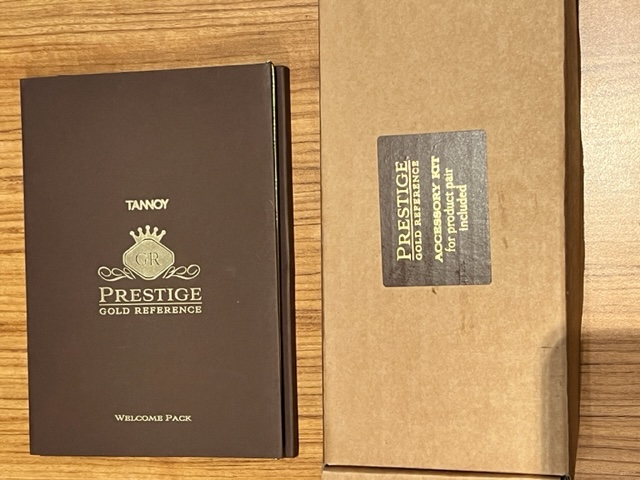 TANNOY
GR
PRESTIGE
GOLD REFERENCE
WELCOME PACK
PRESTIGE
GOLD REFERENCE
ACCESSORY KIT
for product pair
included